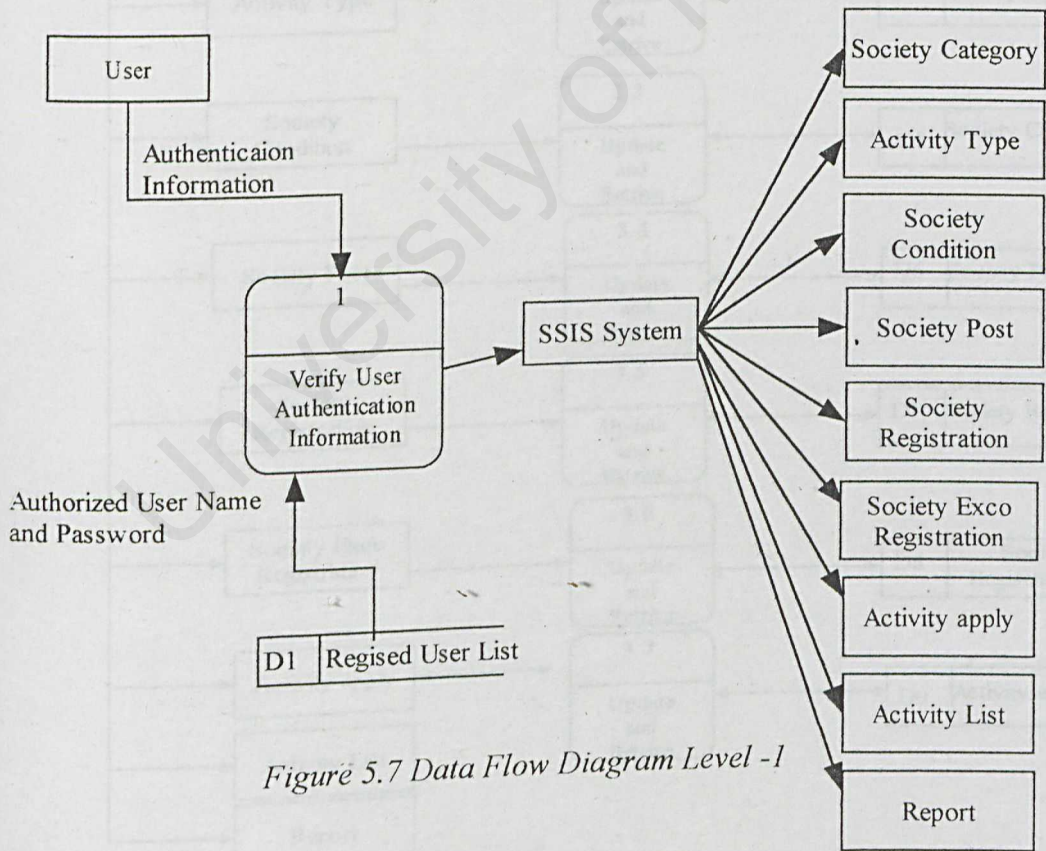 User
Authenticaion
Information
1
Verify User
Authentication
Information
Authorized User Name
and Password
D1 Regised User List
SSIS System
Society Category
Activity Type
Society
Condition
Society Post
Society
Registration
Society Exco
Registration
Activity apply
Activity List
Report
Figure 5.7 Data Flow Diagram Level -1
University of